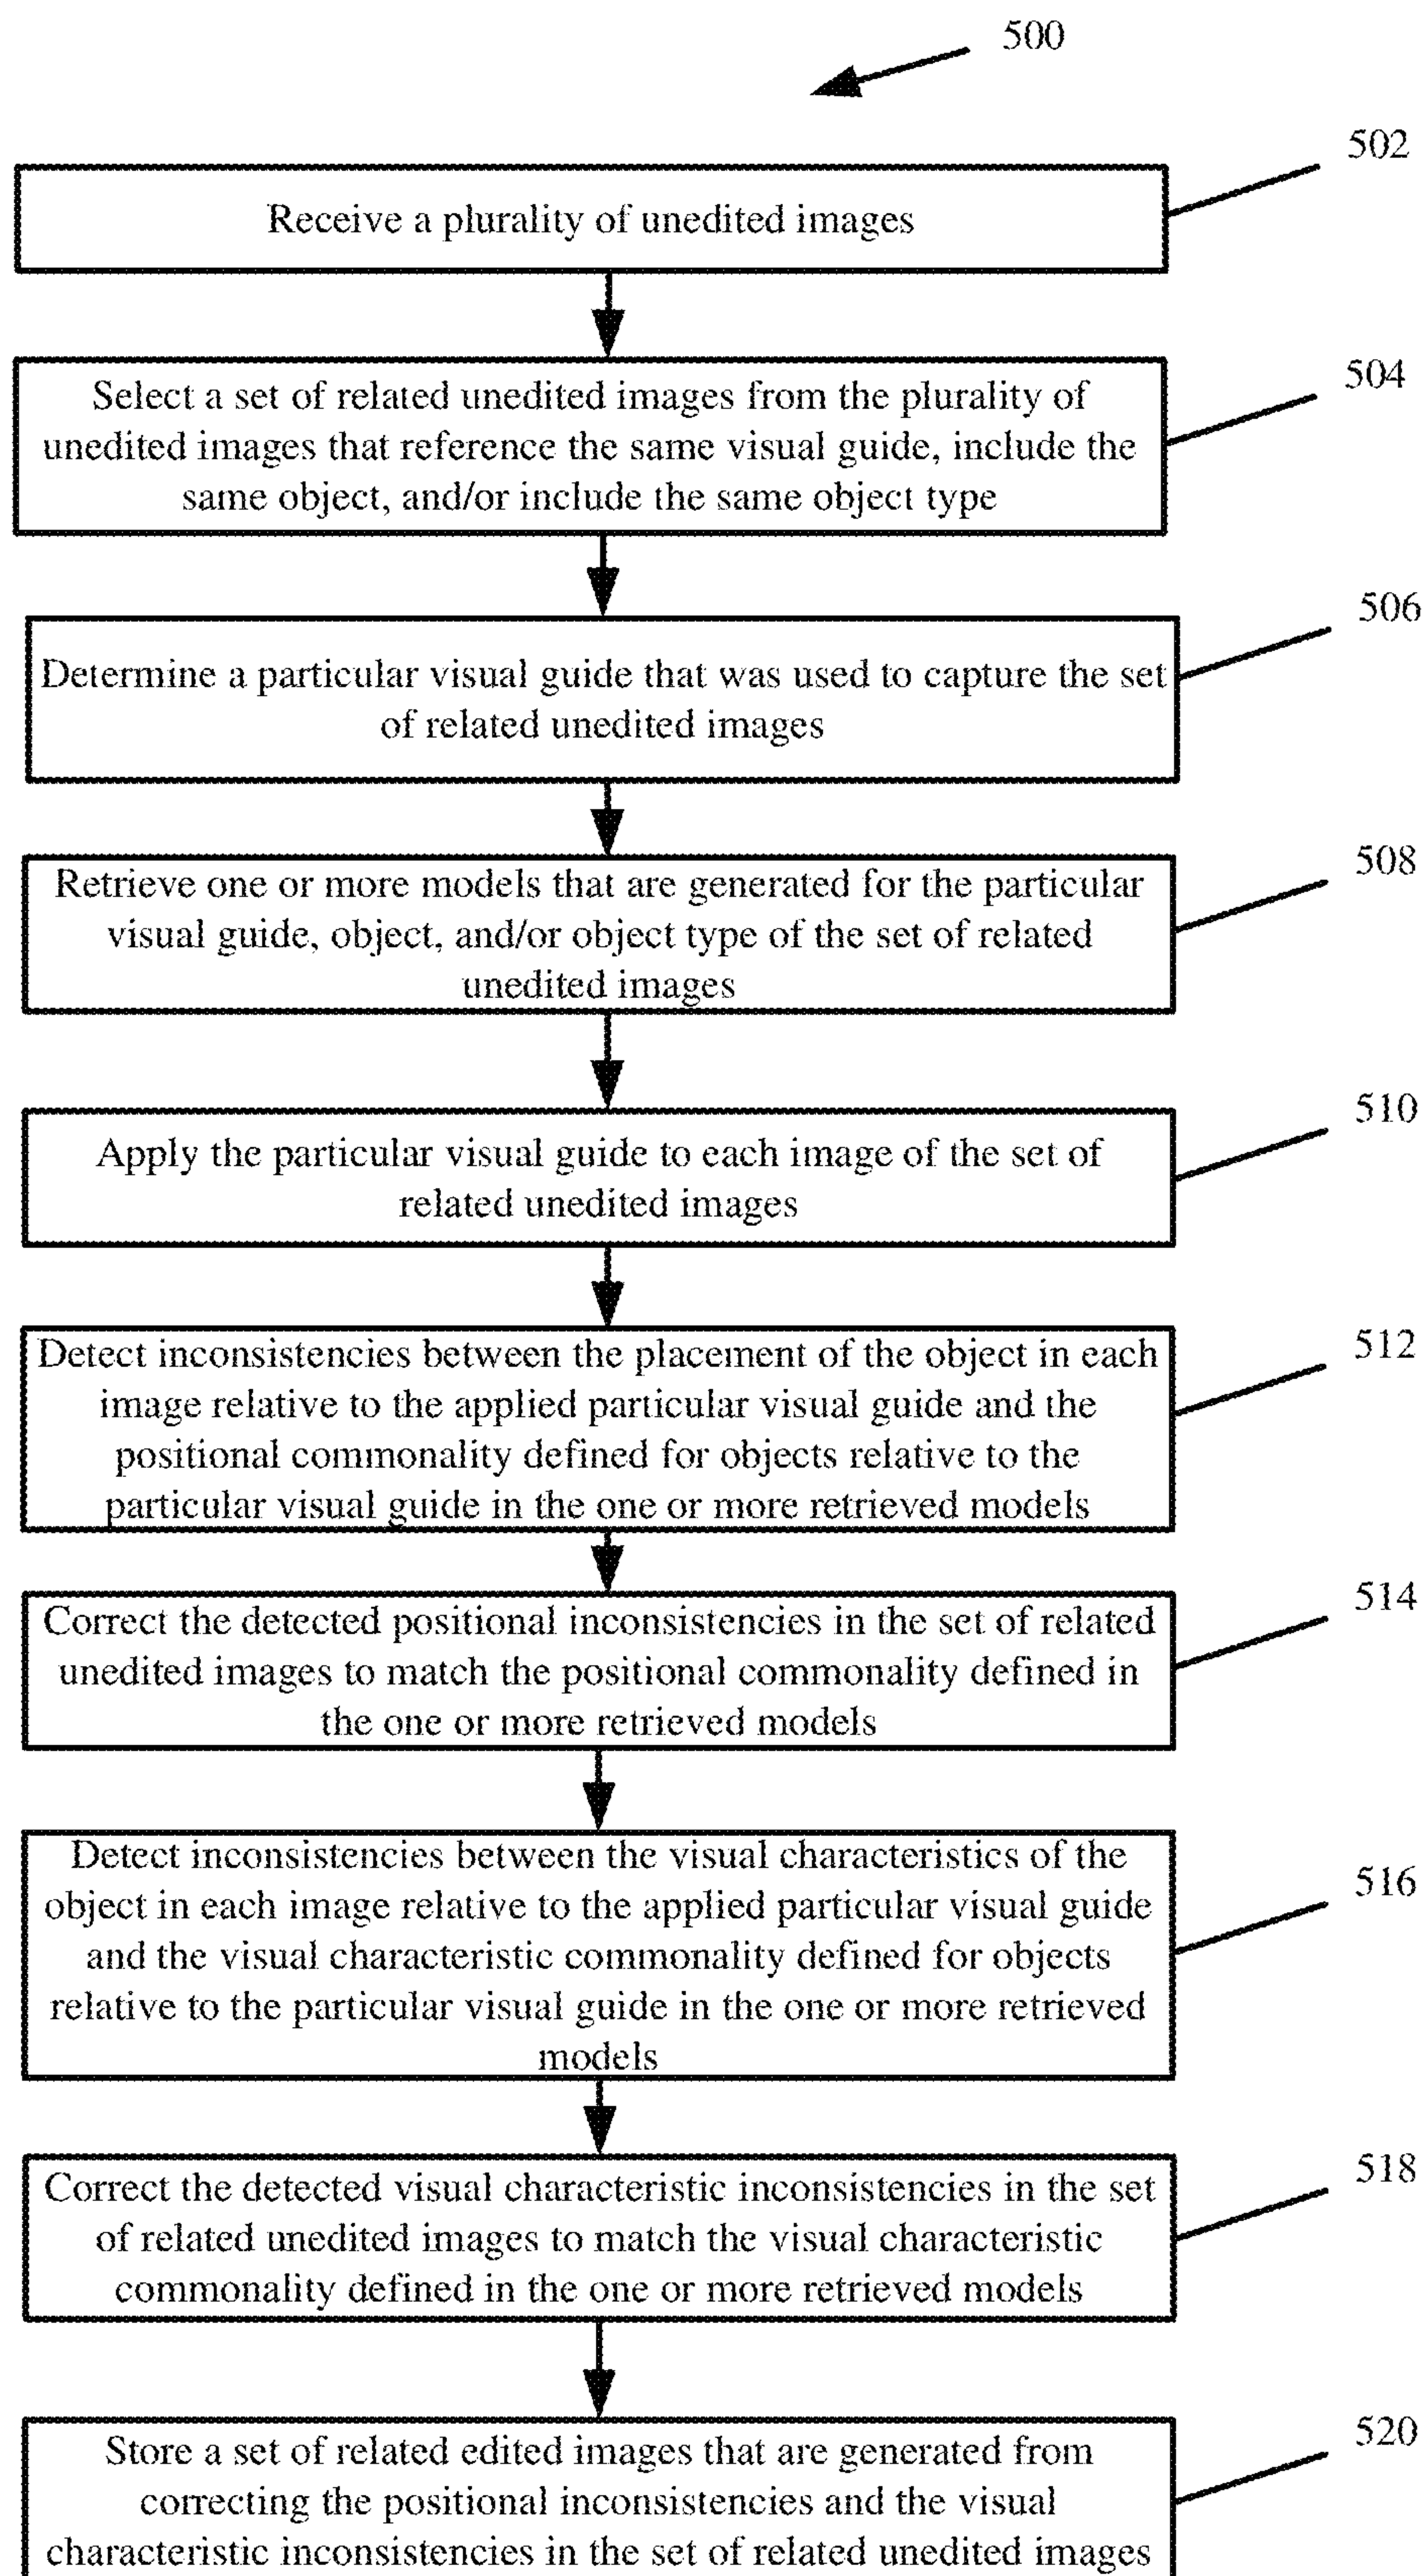 500
502
Receive a plurality of unedited images
504
Select a set of related unedited images from the plurality of
unedited images that reference the same visual guide, include the
same object, and/or include the same object type
506
Determine a particular visual guide that was used to capture the set
of related unedited images
508
Retrieve one or more models that are generated for the particular
visual guide, object, and/or object type of the set of related
unedited images
510
Apply the particular visual guide to each image of the set of
related unedited images
512
Detect inconsistencies between the placement of the object in each
image relative to the applied particular visual guide and the
positional commonality defined for objects relative to the
particular visual guide in the one or more retrieved models
514
Correct the detected positional inconsistencies in the set of related
unedited images to match the positional commonality defined in
the one or more retrieved models
516
Detect inconsistencies between the visual characteristics of the
object in each image relative to the applied particular visual guide
and the visual characteristic commonality defined for objects
relative to the particular visual guide in the one or more retrieved
models
518
Correct the detected visual characteristic inconsistencies in the set
of related unedited images to match the visual characteristic
commonality defined in the one or more retrieved models
520
Store a set of related edited images that are generated from
correcting the positional inconsistencies and the visual
characteristic inconsistencies in the set of related unedited images